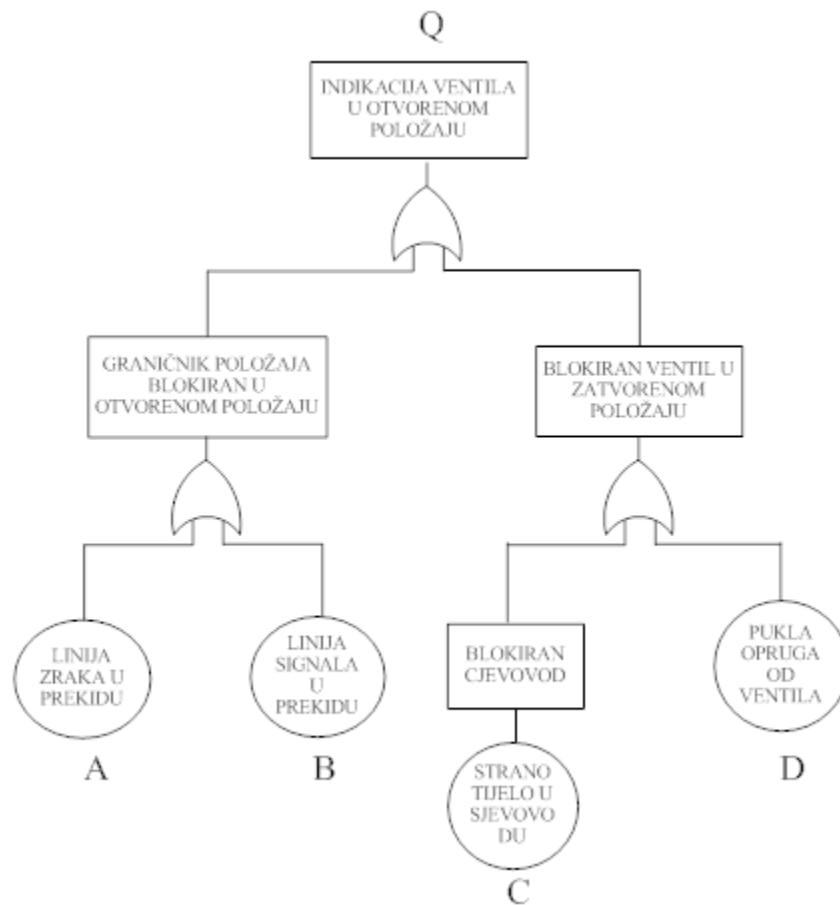 Q
INDIKACIJA VENTILA
U OTVORENOM
POLOŽAJU
GRANIČNIK POLOŽAJA
BLOKIRAN U
OTVORENOM POLOŽAJU
BLOKIRAN VENTIL U
ZATVORENOM
POLOŽAJU
LINIJA
ZRAKA U
PREKIDU
A
LINIJA
SIGNALA
U
PREKIDU
B
BLOKIRAN
CJEVOVOD
STRANO
TIJELO U
SJEVOVO
DU
C
PUKLA
OPRUGA
OD
VENTILA
D